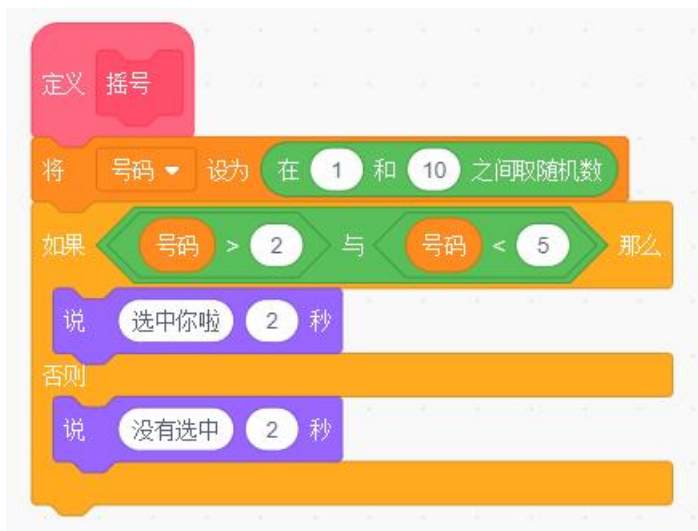 定义 摇号
将 号码 设为 在 1 和 10 之间取随机数
如果 号码 > 2 与 号码 < 5 那么
说 选中你啦 2 秒
否则
说 没有选中 2 秒